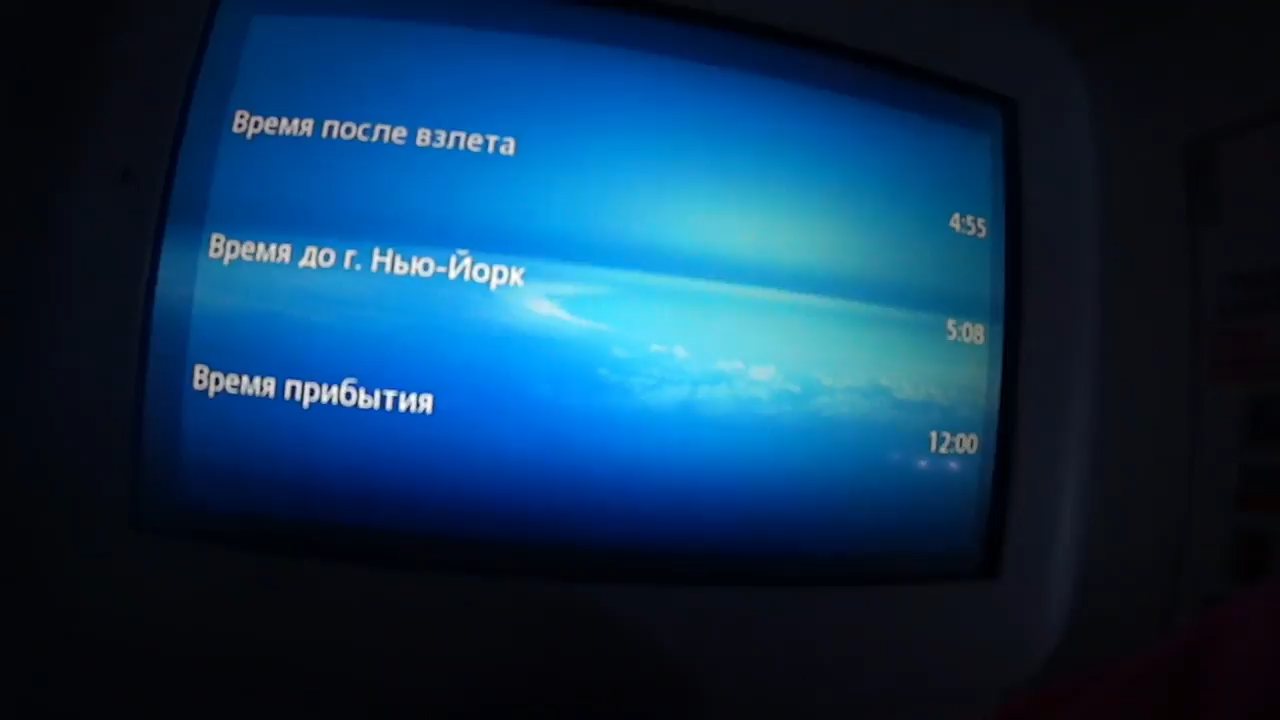 Время после взлета
4:55
Время до г. Нью-Йорк
5:08
Время прибытия
12:00